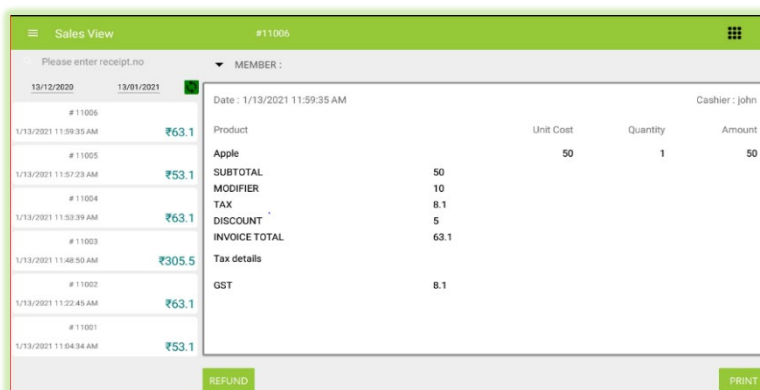 Sales View
#11006
Please enter receipt.no
13/12/2020 13/01/2021
# 11006
1/13/2021 11:59:35 AM ₹63.1
# 11005
1/13/2021 11:57:23 AM ₹53.1
# 11004
1/13/2021 11:53:39 AM ₹63.1
# 11003
1/13/2021 11:48:50 AM ₹305.5
# 11002
1/13/2021 11:22:45 AM ₹63.1
# 11001
1/13/2021 11:04:34 AM ₹53.1
MEMBER :
Date : 1/13/2021 11:59:35 AM Cashier : john
Product Unit Cost Quantity Amount
Apple 50 1 50
SUBTOTAL 50
MODIFIER 10
TAX 8.1
DISCOUNT 5
INVOICE TOTAL 63.1
Tax details
GST 8.1
REFUND PRINT